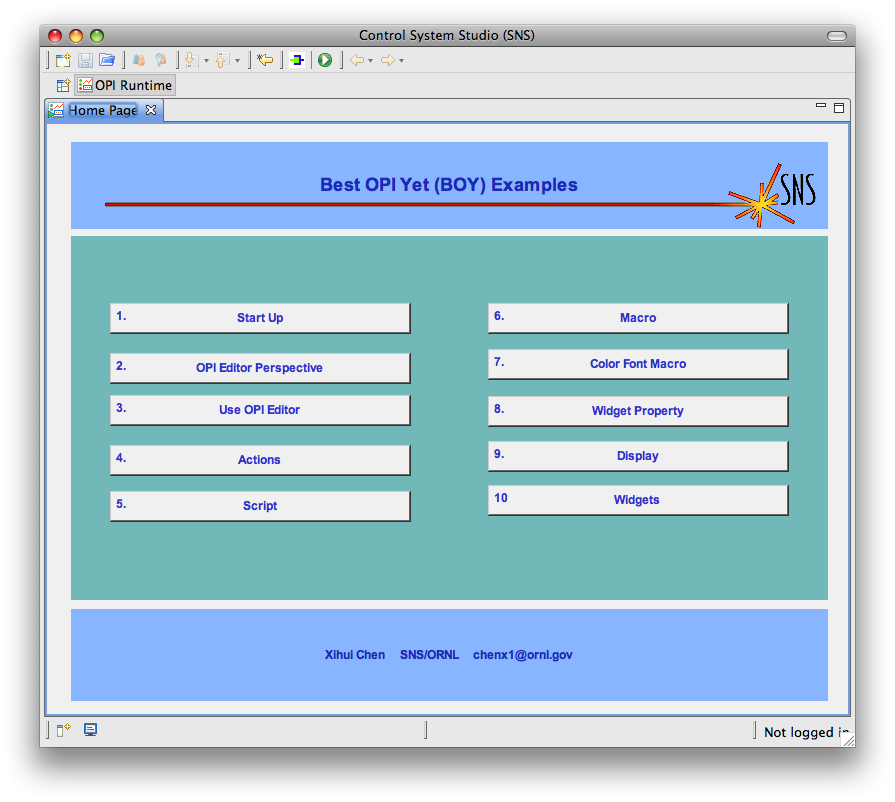 Control System Studio (SNS)
OPI Runtime
Home Page
Best OPI Yet (BOY) Examples
SNS
1. Start Up
2. OPI Editor Perspective
3. Use OPI Editor
4. Actions
5. Script
6. Macro
7. Color Font Macro
8. Widget Property
9. Display
10 Widgets
Xihui Chen SNS/ORNL chenx1@ornl.gov
Not logged in